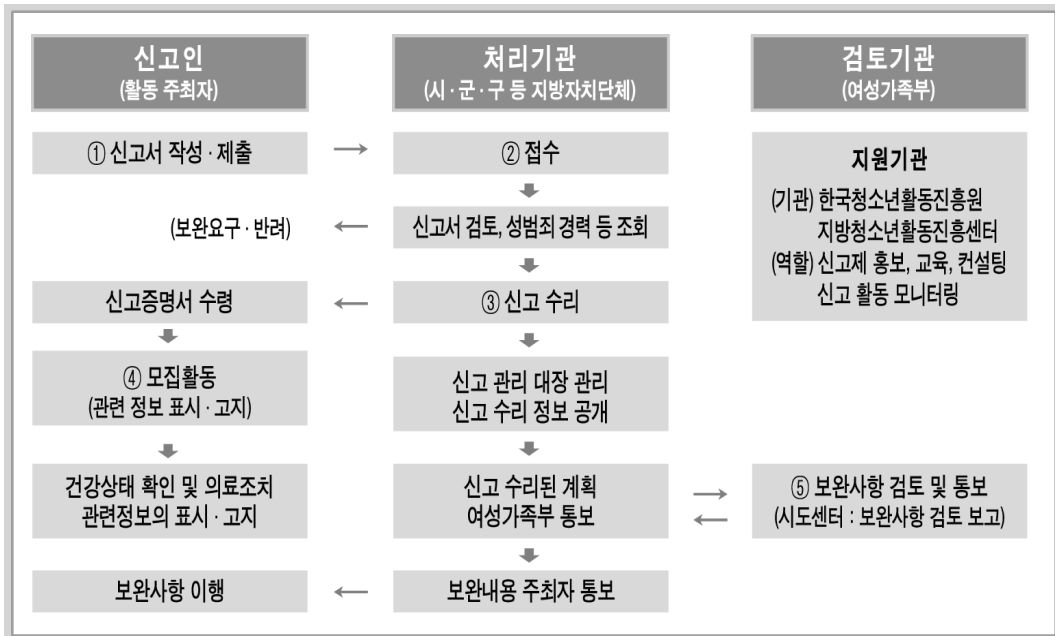 신고인
(활동 주최자)
처리기관
(시·군·구 등 지방자치단체)
검토기관
(여성가족부)
① 신고서 작성·제출
② 접수
지원기관
(기관) 한국청소년활동진흥원
지방청소년활동진흥센터
(역할) 신고제 홍보, 교육, 컨설팅
신고 활동 모니터링
(보완요구·반려)
신고서 검토, 성범죄 경력 등 조회
신고증명서 수령
③ 신고 수리
④ 모집활동
(관련 정보 표시·고지)
신고 관리 대장 관리
신고 수리 정보 공개
건강상태 확인 및 의료조치
관련정보의 표시·고지
신고 수리된 계획
여성가족부 통보
⑤ 보완사항 검토 및 통보
(시도센터 : 보완사항 검토 보고)
보완사항 이행
보완내용 주최자 통보